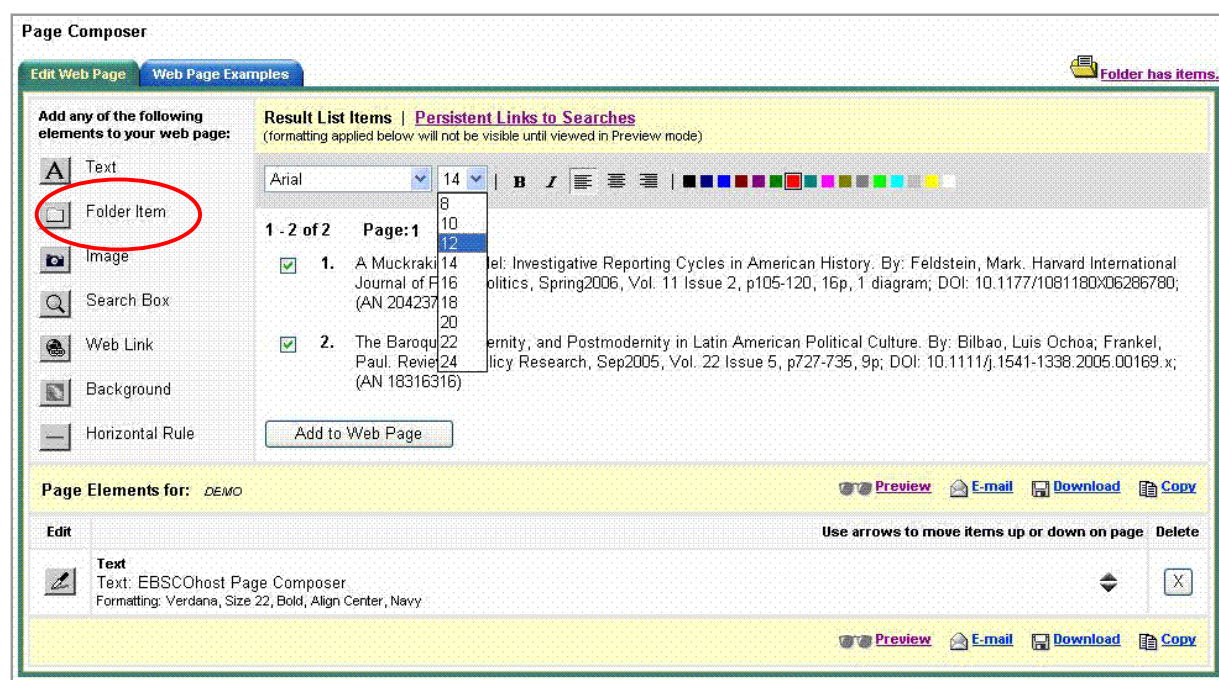 Page Composer
Edit Web Page Web Page Examples
Folder has items.
Add any of the following
elements to your web page:
Text
Folder Item
Image
Search Box
Web Link
Background
Horizontal Rule
Result List Items | Persistent Links to Searches
(formatting applied below will not be visible until viewed in Preview mode)
Arial 14 | B I |
8
10
12
14
16
18
20
22
24
1 - 2 of 2 Page: 1
1. A Muckraki del: Investigative Reporting Cycles in American History. By: Feldstein, Mark. Harvard International
Journal of P olitics, Spring2006, Vol. 11 Issue 2, p105-120, 16p, 1 diagram; DOI: 10.1177/1081180X06286780;
(AN 204237
2. The Baroqu ernity, and Postmodernity in Latin American Political Culture. By: Bilbao, Luis Ochoa; Frankel,
Paul. Revie licy Research, Sep2005, Vol. 22 Issue 5, p727-735, 9p; DOI: 10.1111/j.1541-1338.2005.00169.x;
(AN 18316316)
Add to Web Page
Page Elements for: DEMO
Preview E-mail Download Copy
Edit Use arrows to move items up or down on page Delete
Text
Text: EBSCOhost Page Composer
Formatting: Verdana, Size 22, Bold, Align Center, Navy
X
Preview E-mail Download Copy